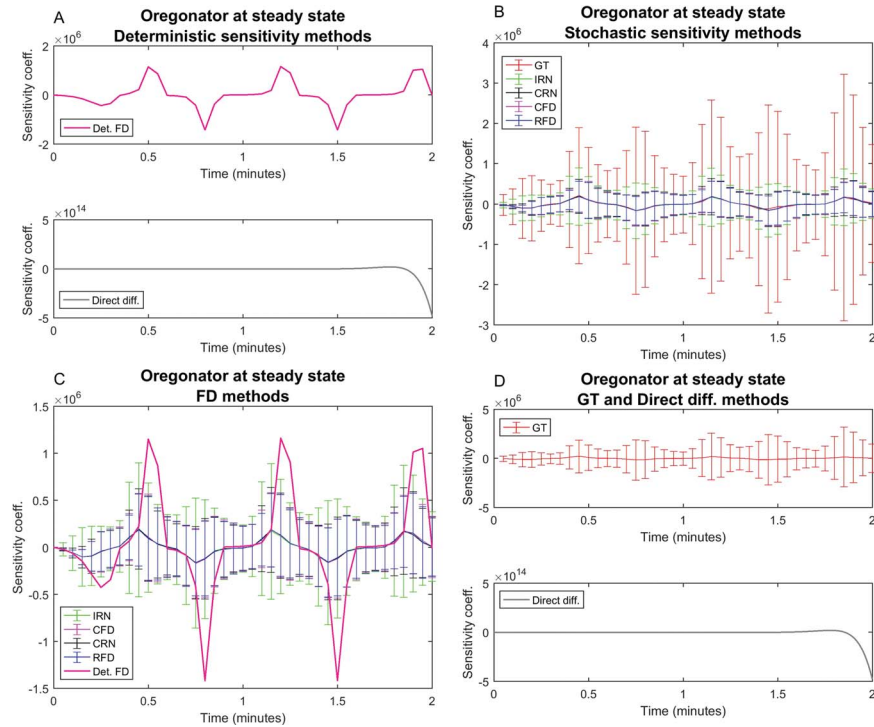 A
Oregonator at steady state
Deterministic sensitivity methods
×10^6
2
1
0
-1
-2
Sensitivity coeff.
Det. FD
0
0.5
1
1.5
2
Time (minutes)
×10^14
5
0
-5
Sensitivity coeff.
Direct diff.
0
0.5
1
1.5
2
Time (minutes)
B
Oregonator at steady state
Stochastic sensitivity methods
×10^6
4
3
2
1
0
-1
-2
-3
Sensitivity coeff.
GT
IRN
CRN
CFD
RFD
0
0.5
1
1.5
2
Time (minutes)
C
Oregonator at steady state
FD methods
×10^6
1.5
1
0.5
0
-0.5
-1
-1.5
Sensitivity coeff.
IRN
CFD
CRN
RFD
Det. FD
0
0.5
1
1.5
2
Time (minutes)
D
Oregonator at steady state
GT and Direct diff. methods
×10^6
5
0
-5
Sensitivity coeff.
GT
0
0.5
1
1.5
2
Time (minutes)
×10^14
5
0
-5
Sensitivity coeff.
Direct diff.
0
0.5
1
1.5
2
Time (minutes)